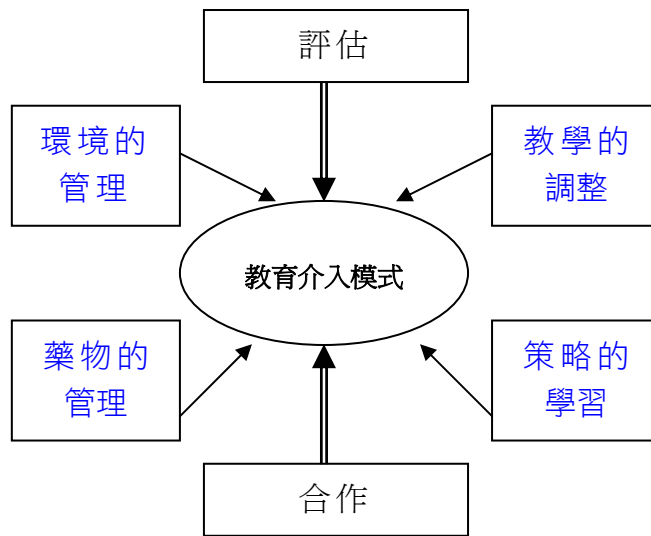 評估
環境的
管理
教學的
調整
教育介入模式
藥物的
管理
策略的
學習
合作